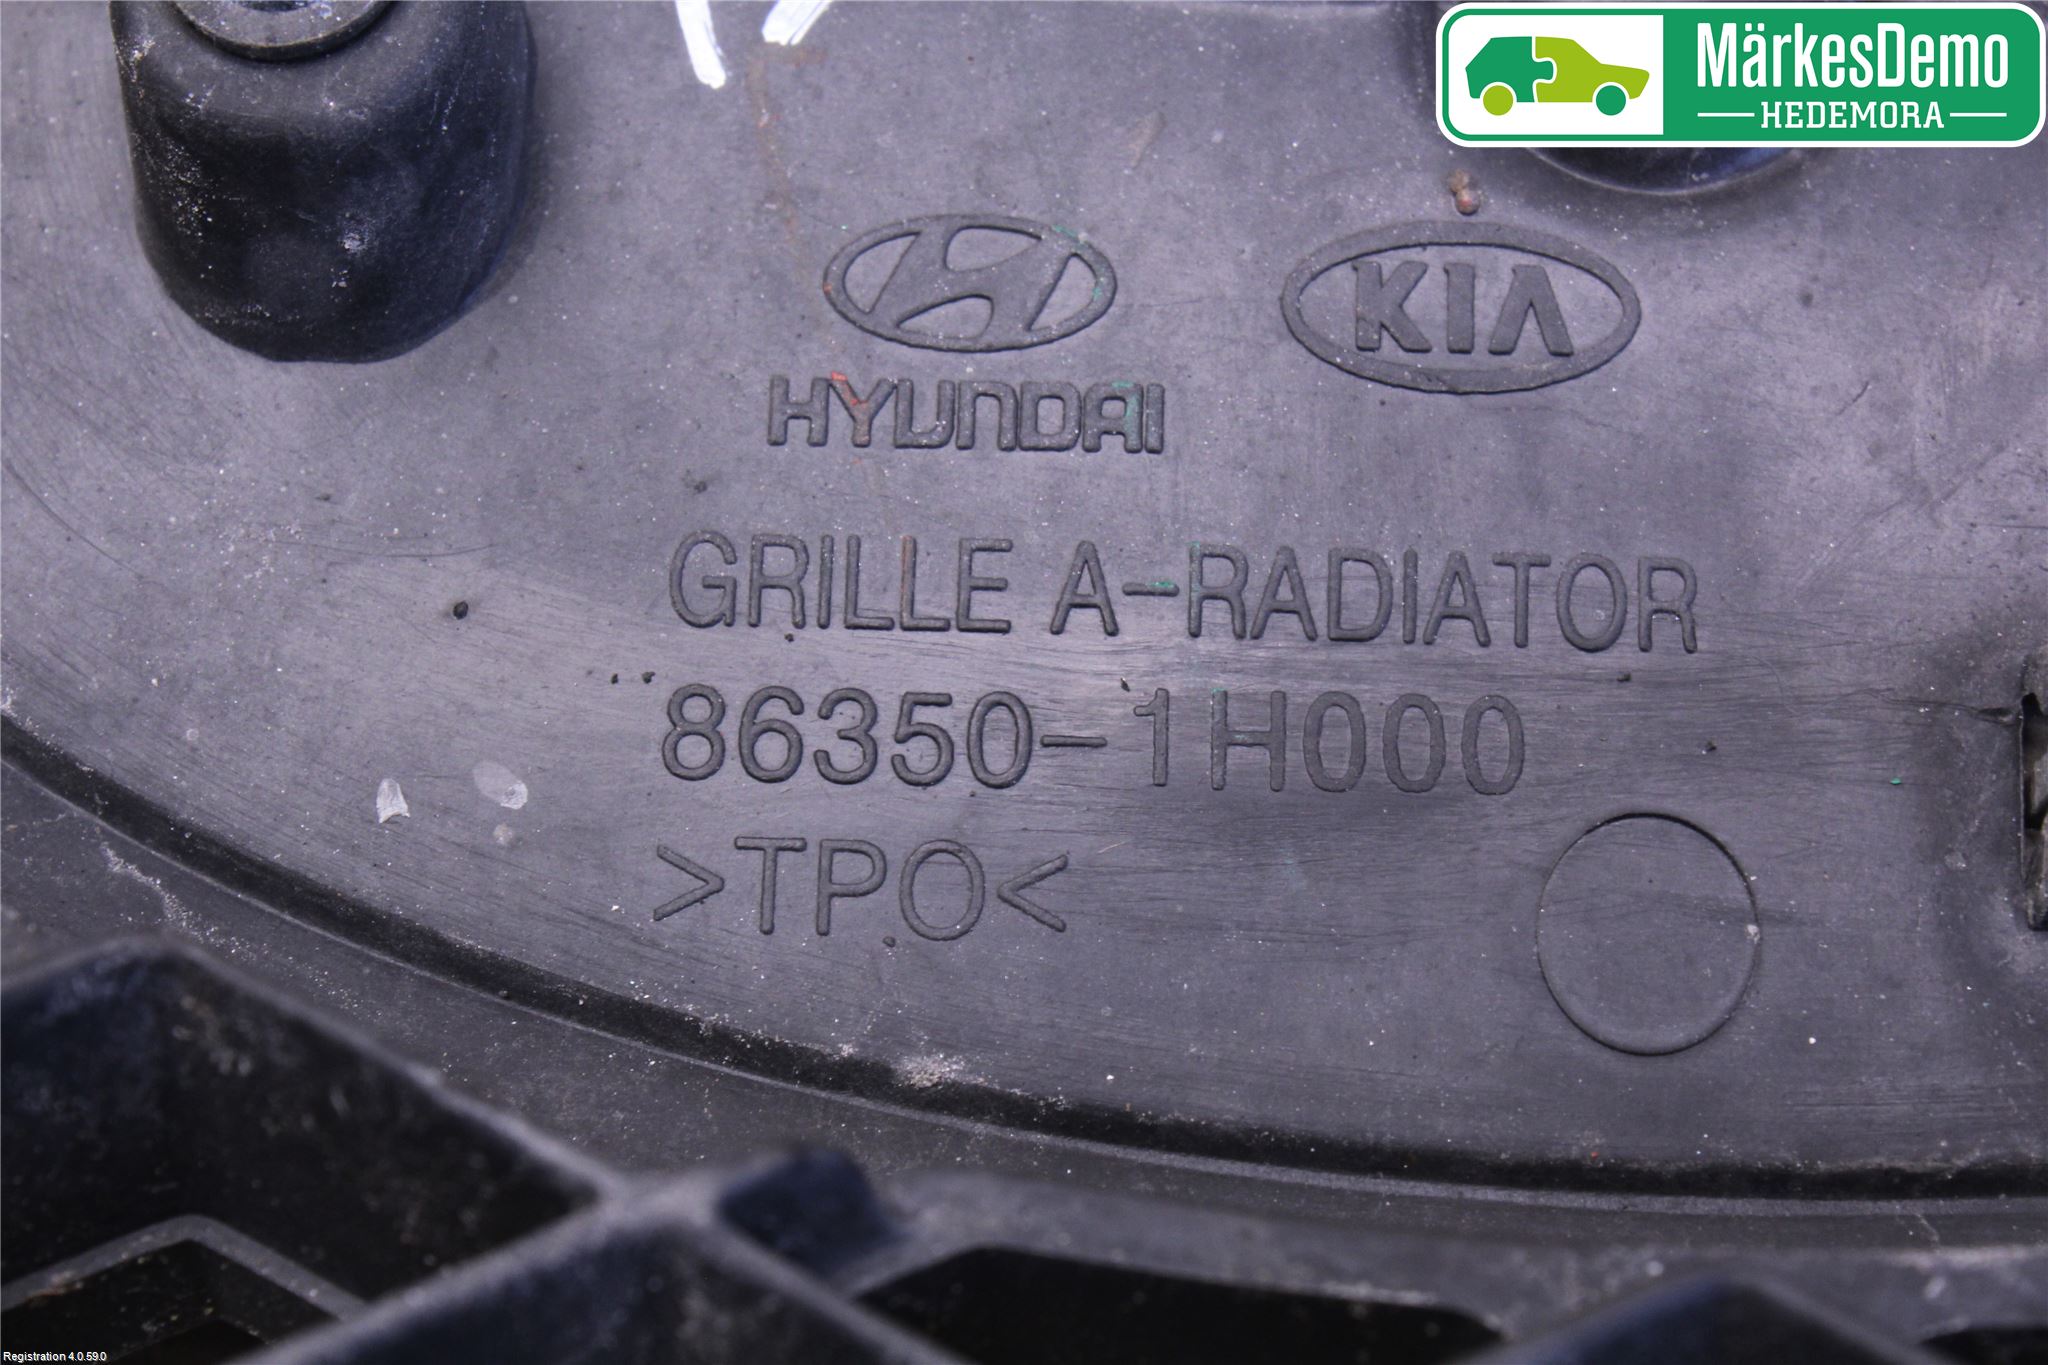 MärkesDemo
HEDEMORA
KIA
HYUNDAI
GRILLE A-RADIATOR
86350-1H000
>TPO<
Registration 4.0.59.0